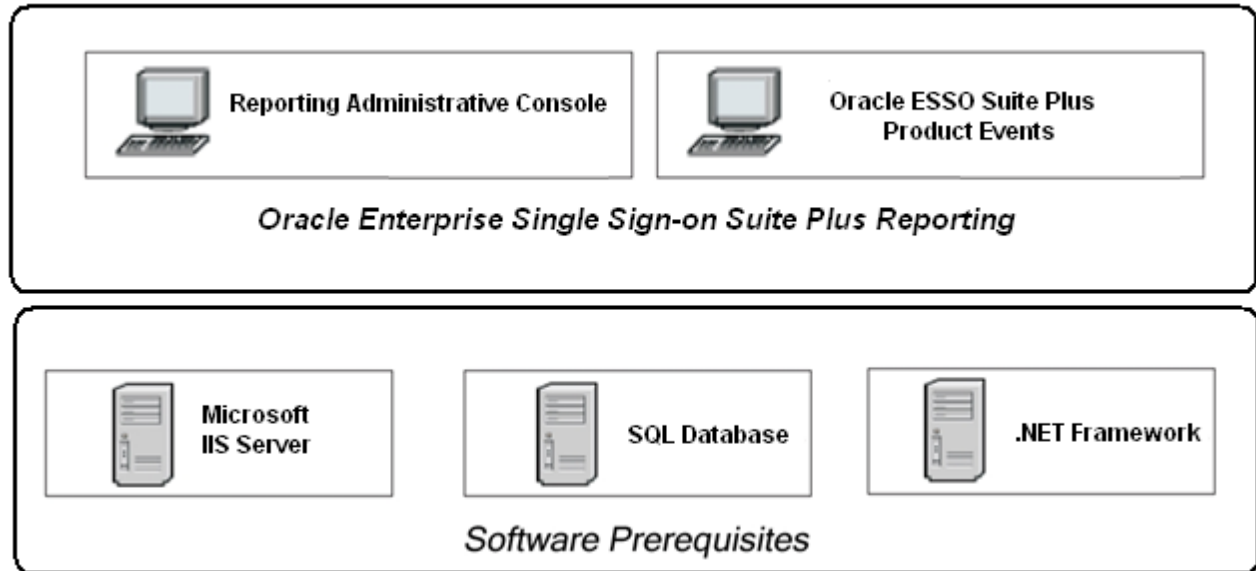 Reporting Administrative Console
Oracle ESSO Suite Plus
Product Events
Oracle Enterprise Single Sign-on Suite Plus Reporting
Microsoft
IIS Server
SQL Database
.NET Framework
Software Prerequisites